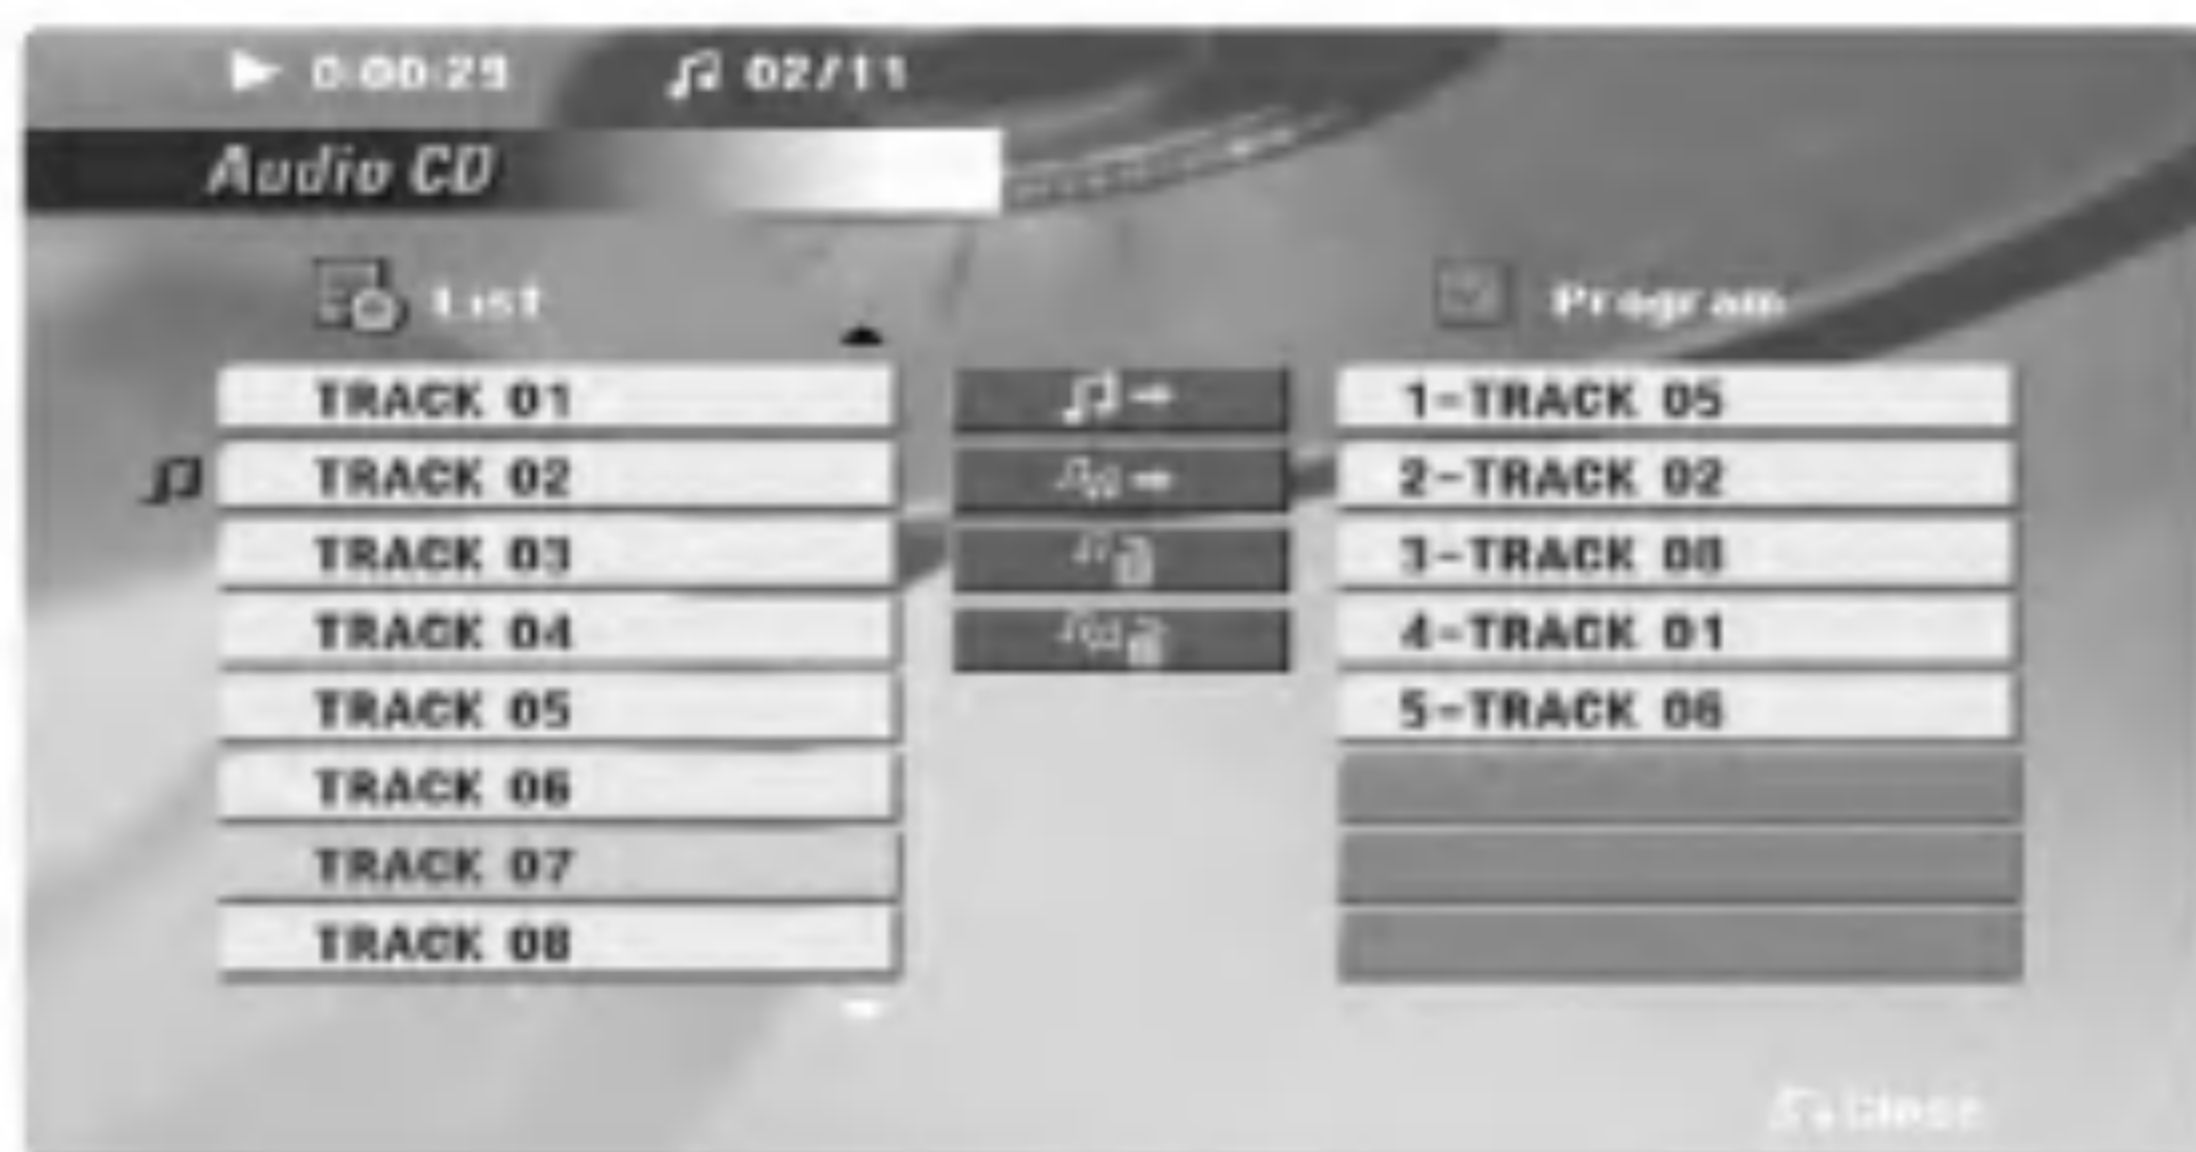 0:00:29 02/11
Audio CD
List
TRACK 01
TRACK 02
TRACK 03
TRACK 04
TRACK 05
TRACK 06
TRACK 07
TRACK 08
Program
1-TRACK 05
2-TRACK 02
3-TRACK 08
4-TRACK 01
5-TRACK 06
Close